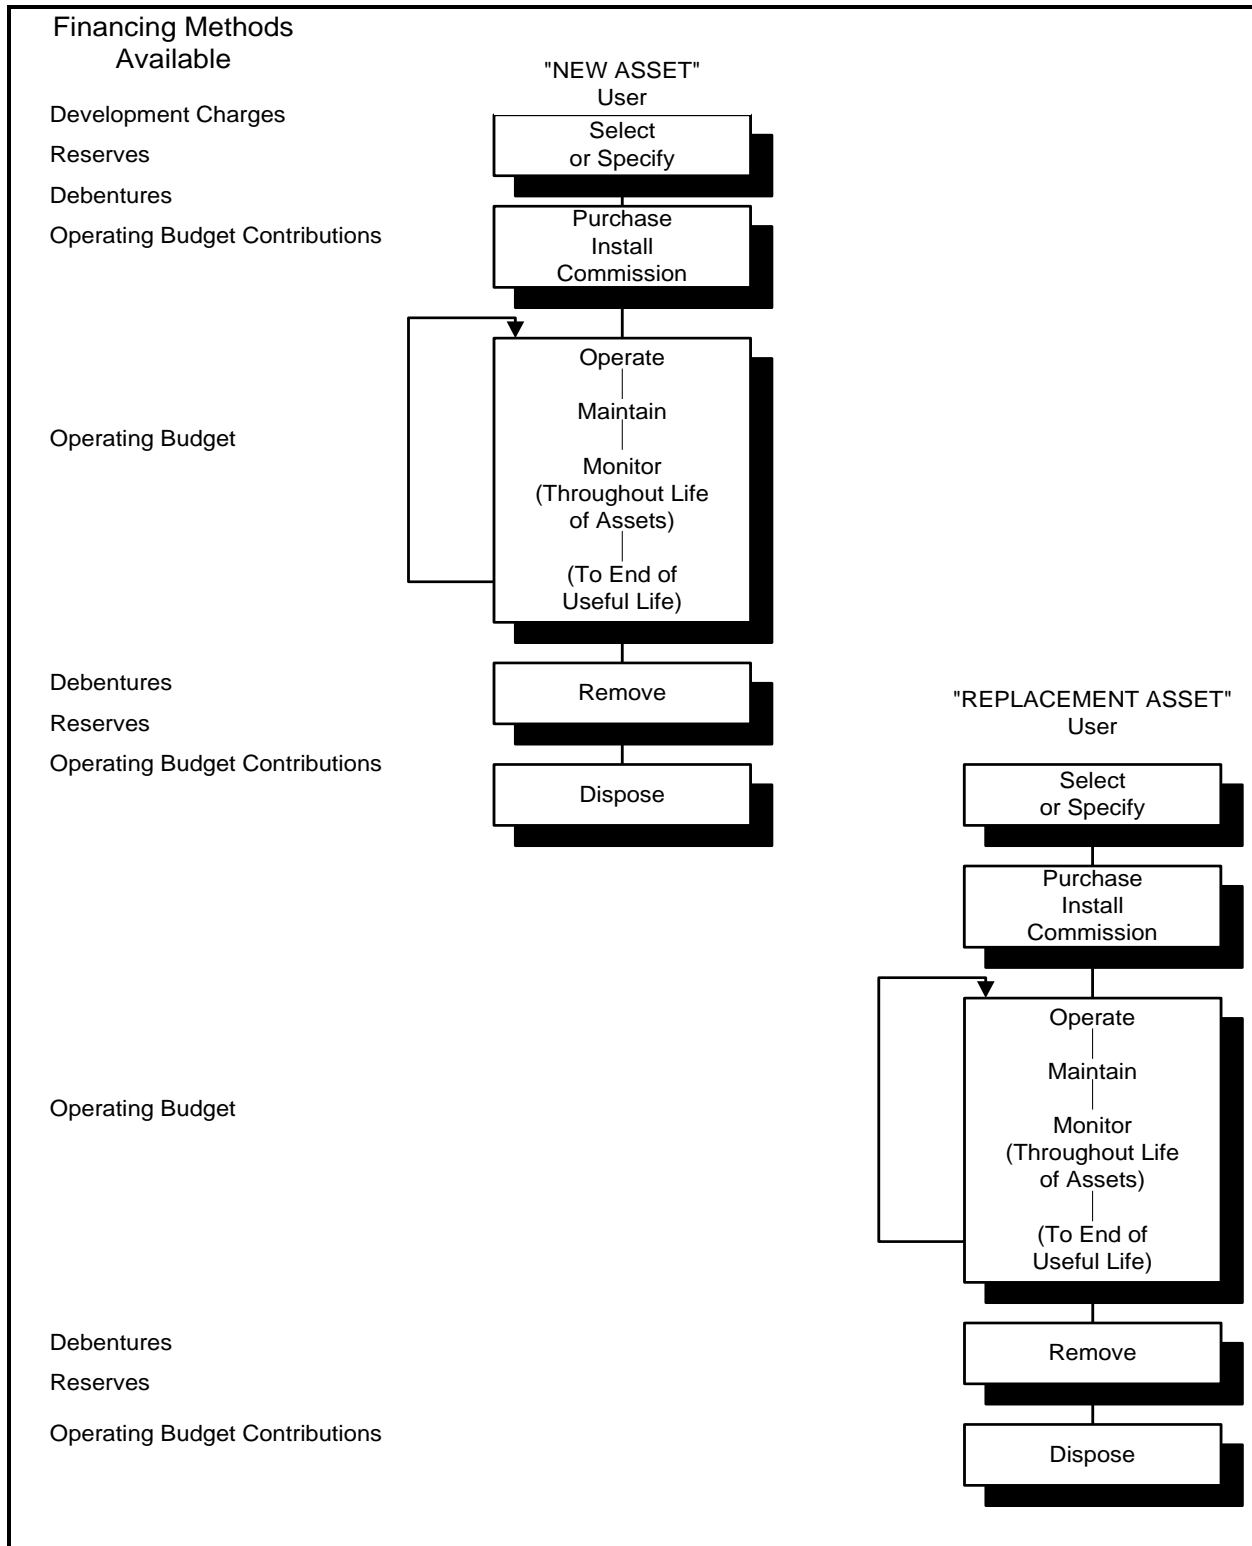 Financing Methods
Available
"NEW ASSET"
User
Development Charges
Reserves
Debentures
Operating Budget Contributions
Select
or Specify
Purchase
Install
Commission
Operate
Maintain
Operating Budget
Monitor
(Throughout Life
of Assets)
(To End of
Useful Life)
Debentures
Reserves
Operating Budget Contributions
Remove
Dispose
"REPLACEMENT ASSET"
User
Select
or Specify
Purchase
Install
Commission
Operate
Maintain
Operating Budget
Monitor
(Throughout Life
of Assets)
(To End of
Useful Life)
Debentures
Reserves
Operating Budget Contributions
Remove
Dispose